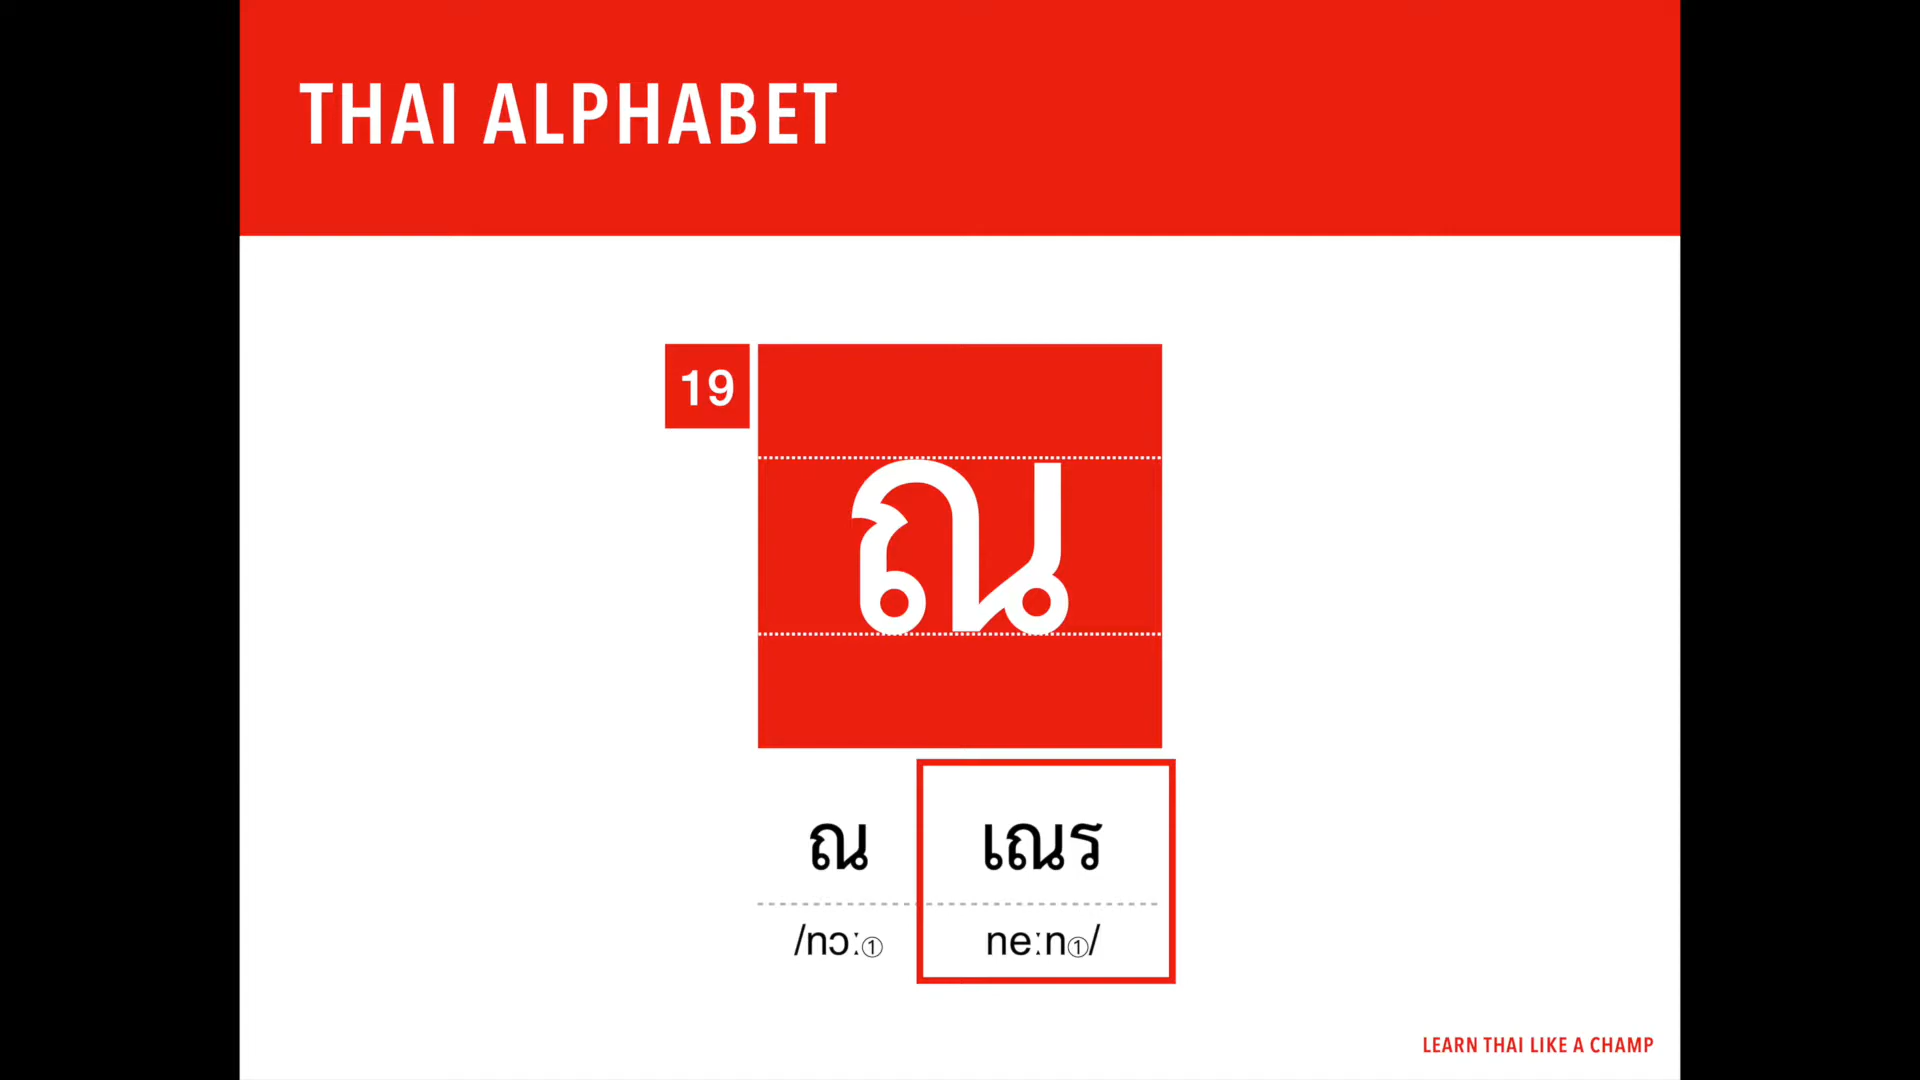 THAI ALPHABET
19
ณ
ณ เณร
/nɔː① neːn①/
LEARN THAI LIKE A CHAMP